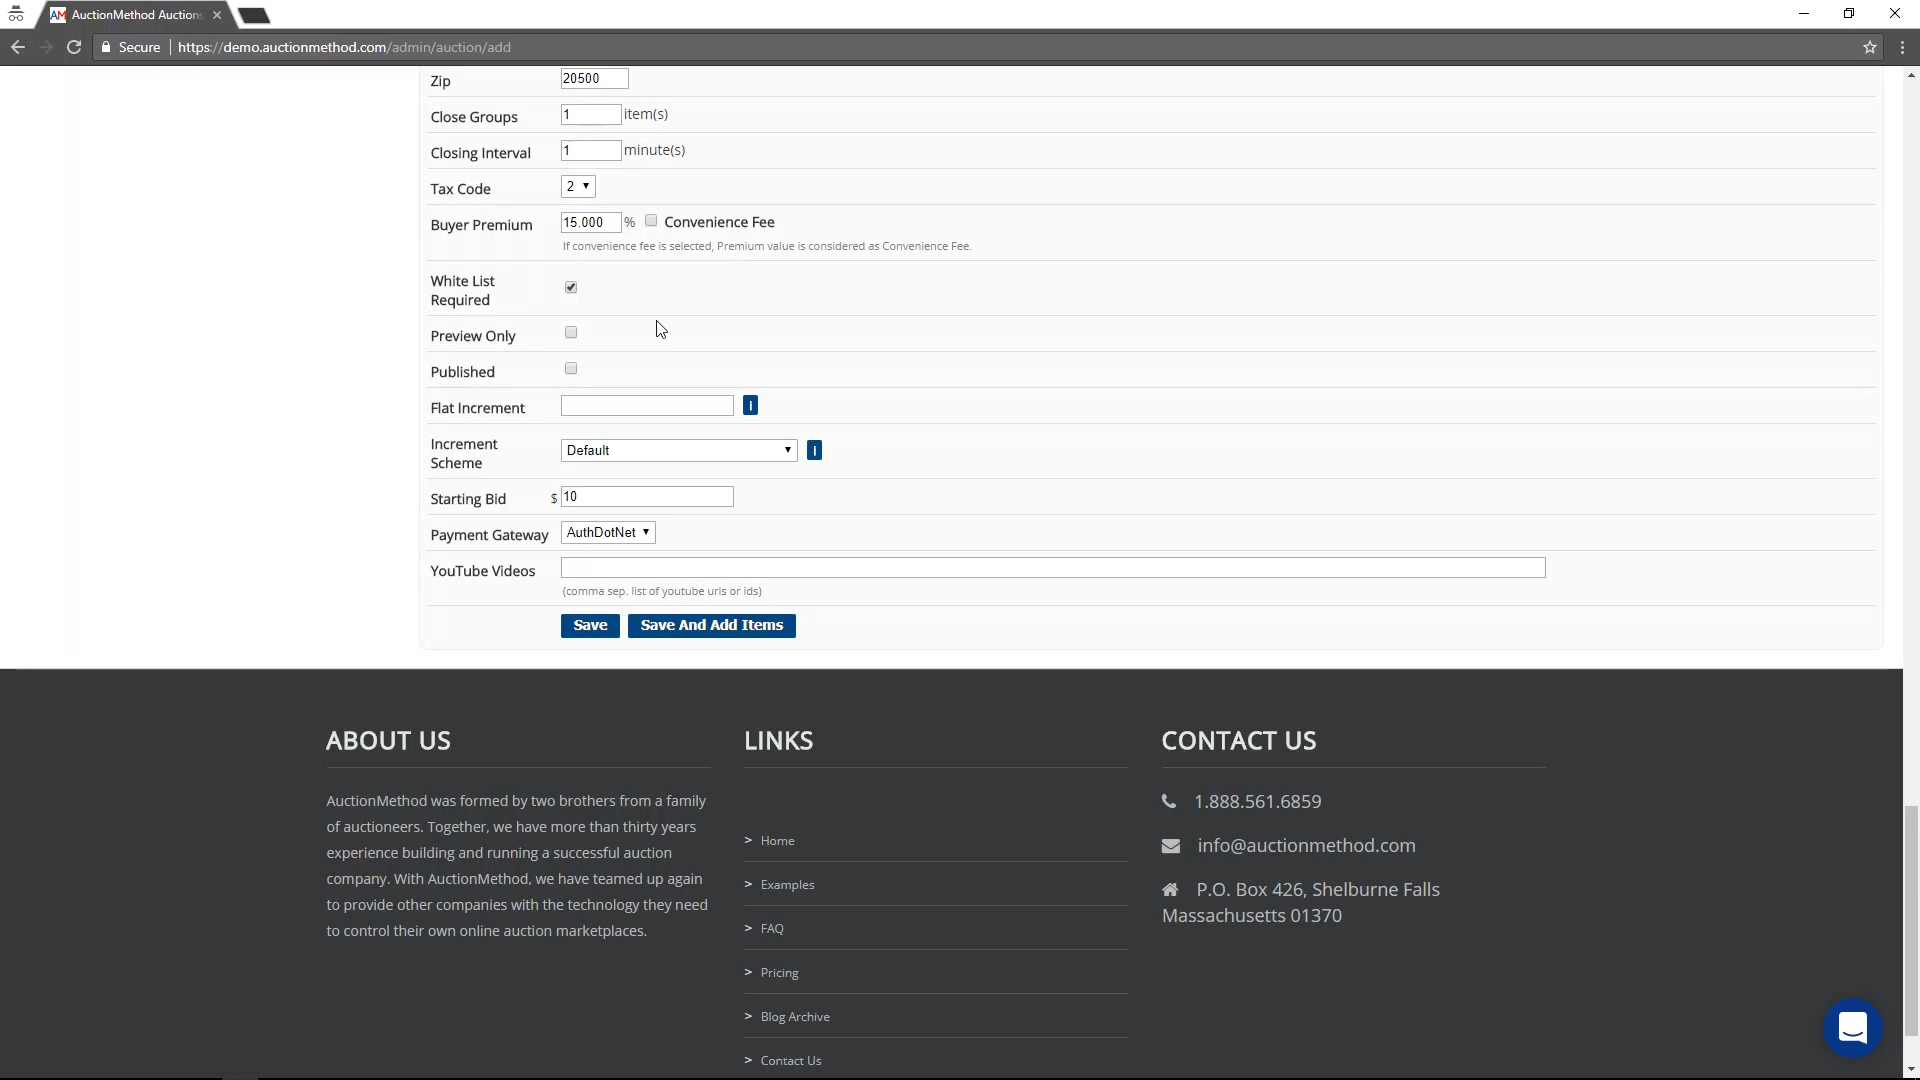 AuctionMethod Auctions
Secure https://demo.auctionmethod.com/admin/auction/add
Zip 20500
Close Groups 1 item(s)
Closing Interval 1 minute(s)
Tax Code 2
Buyer Premium 15.000 % Convenience Fee
If convenience fee is selected, Premium value is considered as Convenience Fee.
White List
Required
Preview Only
Published
Flat Increment I
Increment
Scheme
Default I
Starting Bid $ 10
Payment Gateway AuthDotNet
YouTube Videos
(comma sep. list of youtube urls or ids)
Save Save And Add Items
ABOUT US
AuctionMethod was formed by two brothers from a family
of auctioneers. Together, we have more than thirty years
experience building and running a successful auction
company. With AuctionMethod, we have teamed up again
to provide other companies with the technology they need
to control their own online auction marketplaces.
LINKS
> Home
> Examples
> FAQ
> Pricing
> Blog Archive
> Contact Us
CONTACT US
1.888.561.6859
info@auctionmethod.com
P.O. Box 426, Shelburne Falls
Massachusetts 01370